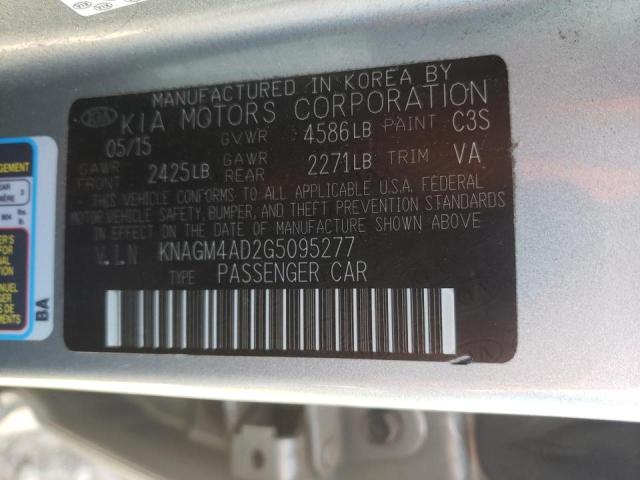 MANUFACTURED IN KOREA BY
KIA MOTORS CORPORATION
05/15 GVWR 4586LB PAINT C3S
GAWR FRONT 2425LB GAWR REAR 2271LB TRIM VA
THIS VEHICLE CONFORMS TO ALL APPLICABLE U.S.A. FEDERAL
MOTOR VEHICLE SAFETY, BUMPER, AND THEFT PREVENTION STANDARDS
IN EFFECT ON THE DATE OF MANUFACTURE SHOWN ABOVE.
V.I.N KNAGM4AD2G5095277
TYPE PASSENGER CAR
BA